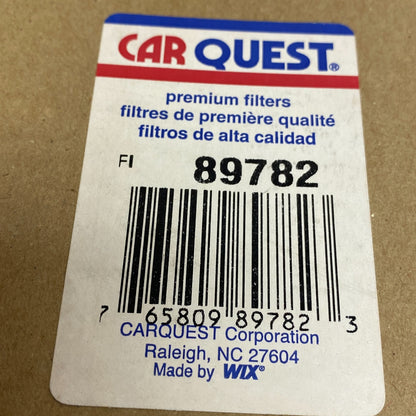 CAR QUEST®
premium filters
filtres de première qualité
filtros de alta calidad
FI 89782
7 65809 89782 3
CARQUEST Corporation
Raleigh, NC 27604
Made by WIX®